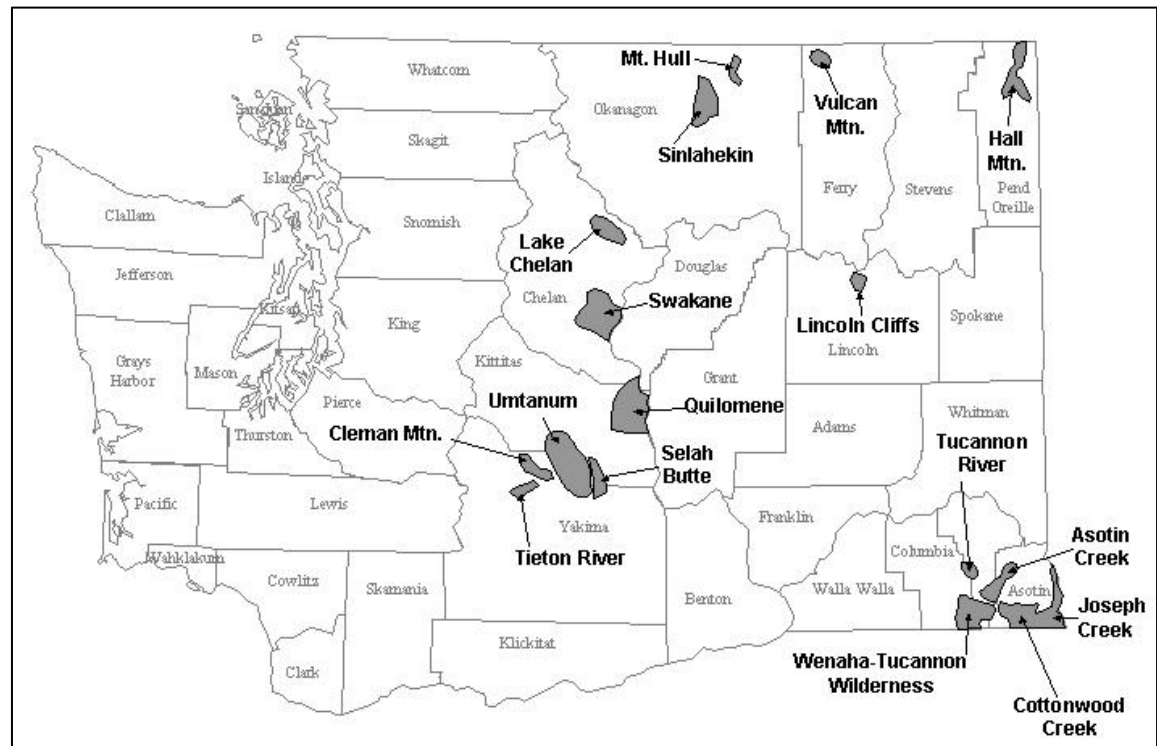 Whatcom
Mt. Hull
Okanagon
Vulcan
Mtn.
Hall
Mtn.
San Juan
Skagit
Sinlahekin
Island
Ferry
Stevens
Pend
Oreille
Clallam
Snomish
Lake
Chelan
Douglas
Jefferson
Chelan
Swakane
Lincoln Cliffs
Spokane
Kitsap
King
Lincoln
Grays
Harbor
Mason
Kittitas
Grant
Pierce
Umtanum
Quilomene
Whitman
Adams
Thurston
Cleman Mtn.
Selah
Butte
Tucannon
River
Pacific
Lewis
Yakima
Franklin
Asotin
Creek
Tieton River
Columbia
Wahkiakum
Cowlitz
Skamania
Benton
Walla Walla
Asotin
Joseph
Creek
Klickitat
Wenaha-Tucannon
Wilderness
Clark
Cottonwood
Creek